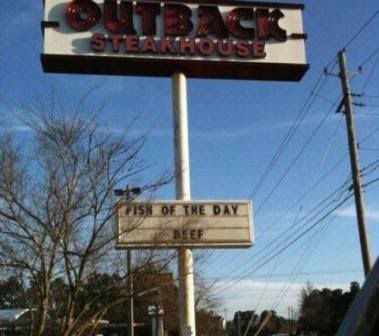 OUTBACK
STEAKHOUSE
FISH OF THE DAY
BEEF